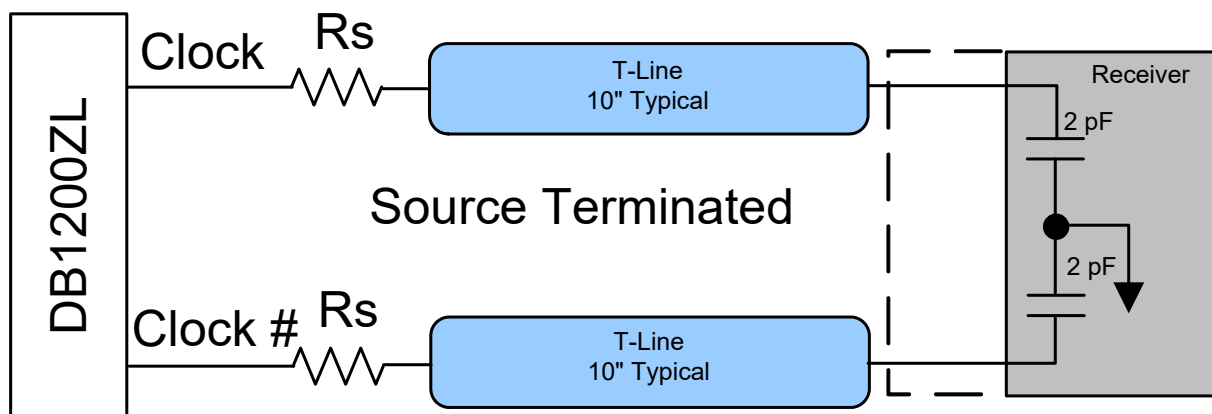 DB1200ZL
Clock
Rs
T-Line
10" Typical
Receiver
2 pF
Source Terminated
2 pF
Clock #
Rs
T-Line
10" Typical